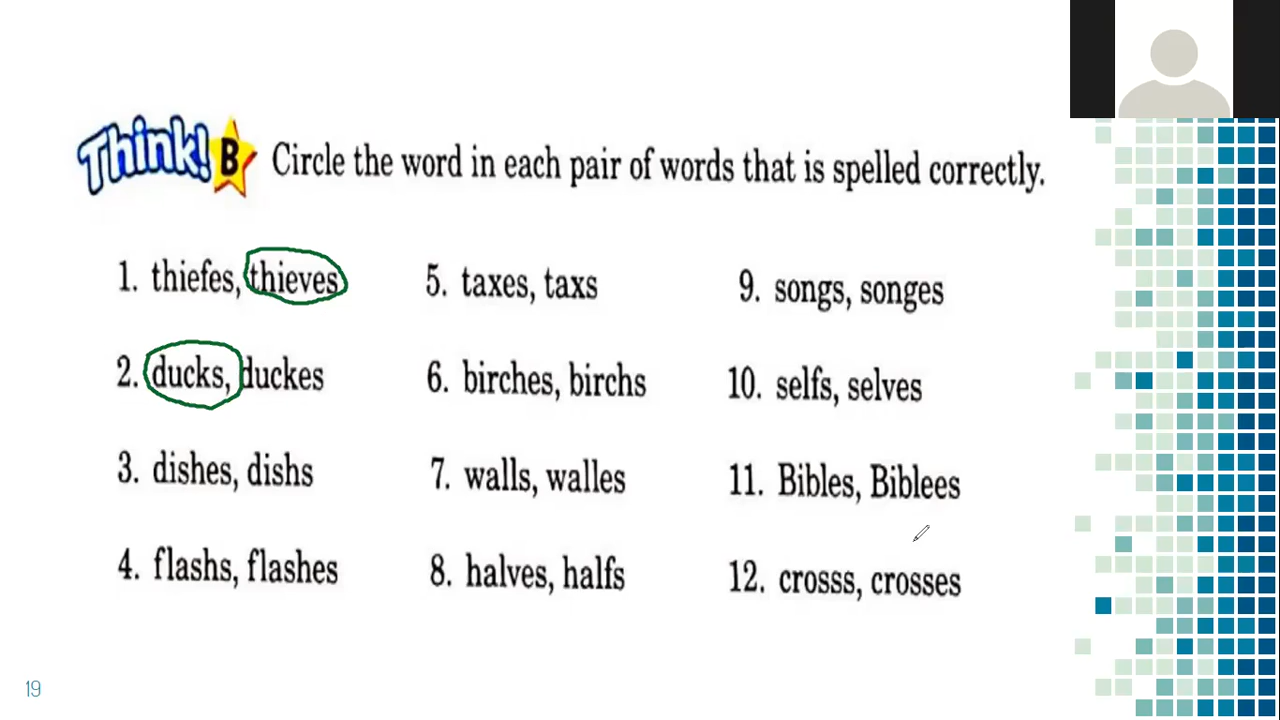 Think! B Circle the word in each pair of words that is spelled correctly.
1. thiefes, thieves
2. ducks, duckes
3. dishes, dishs
4. flashs, flashes
5. taxes, taxs
6. birches, birchs
7. walls, walles
8. halves, halfs
9. songs, songes
10. selfs, selves
11. Bibles, Biblees
12. crosss, crosses
19